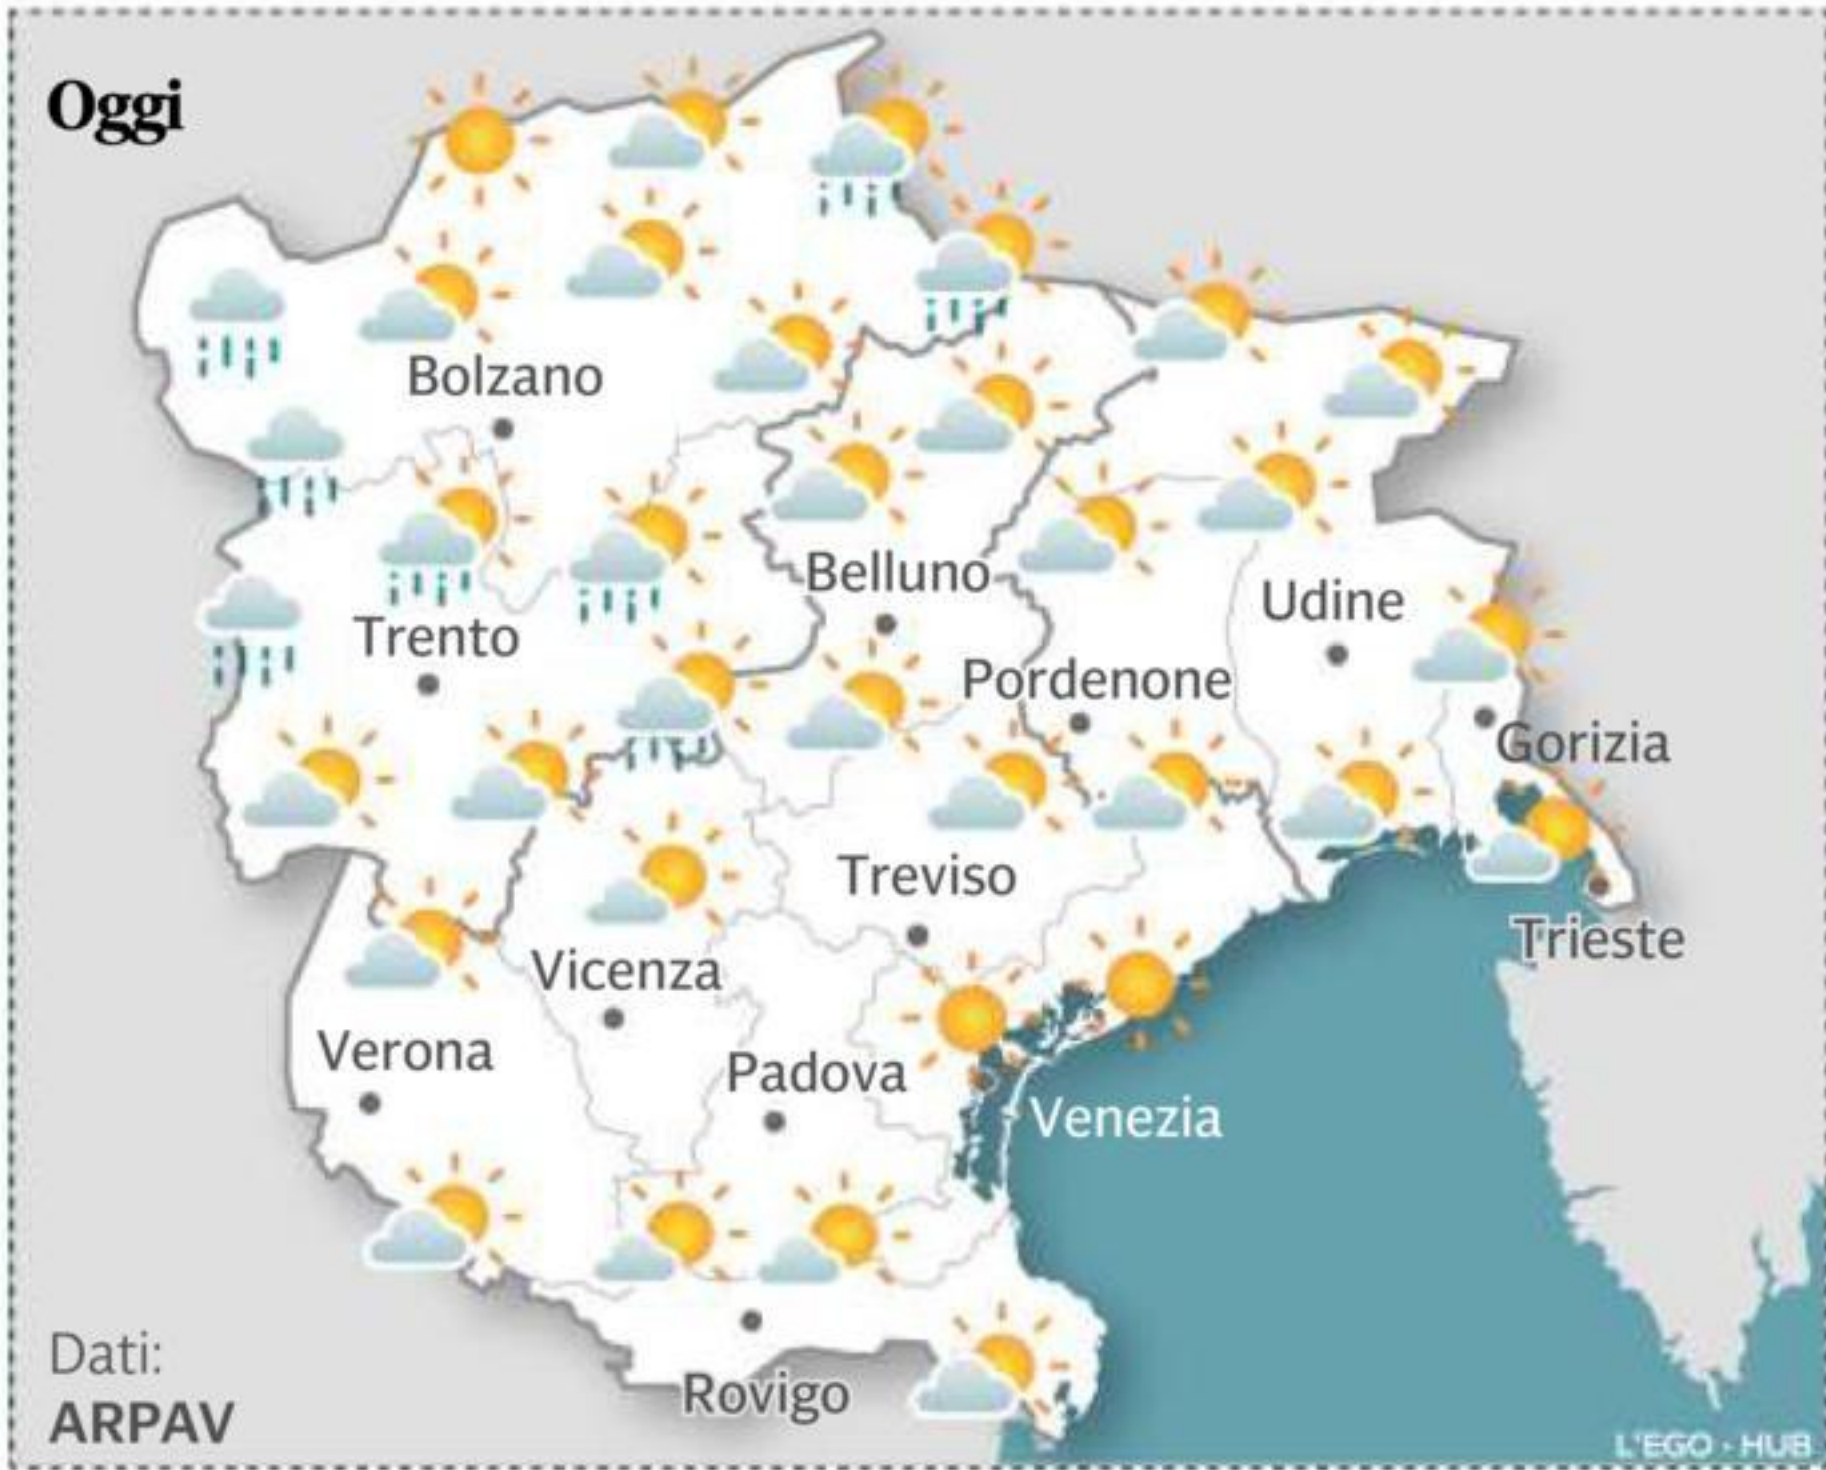 Oggi
Bolzano
Belluno
Udine
Trento
Pordenone
Gorizia
Treviso
Trieste
Vicenza
Verona
Padova
Venezia
Dati:
ARPAV
Rovigo
L'EGO - HUB